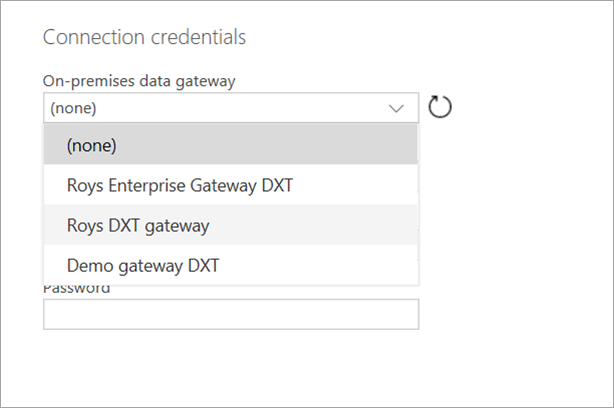 Connection credentials
On-premises data gateway
(none)
(none)
Roys Enterprise Gateway DXT
Roys DXT gateway
Demo gateway DXT
Password